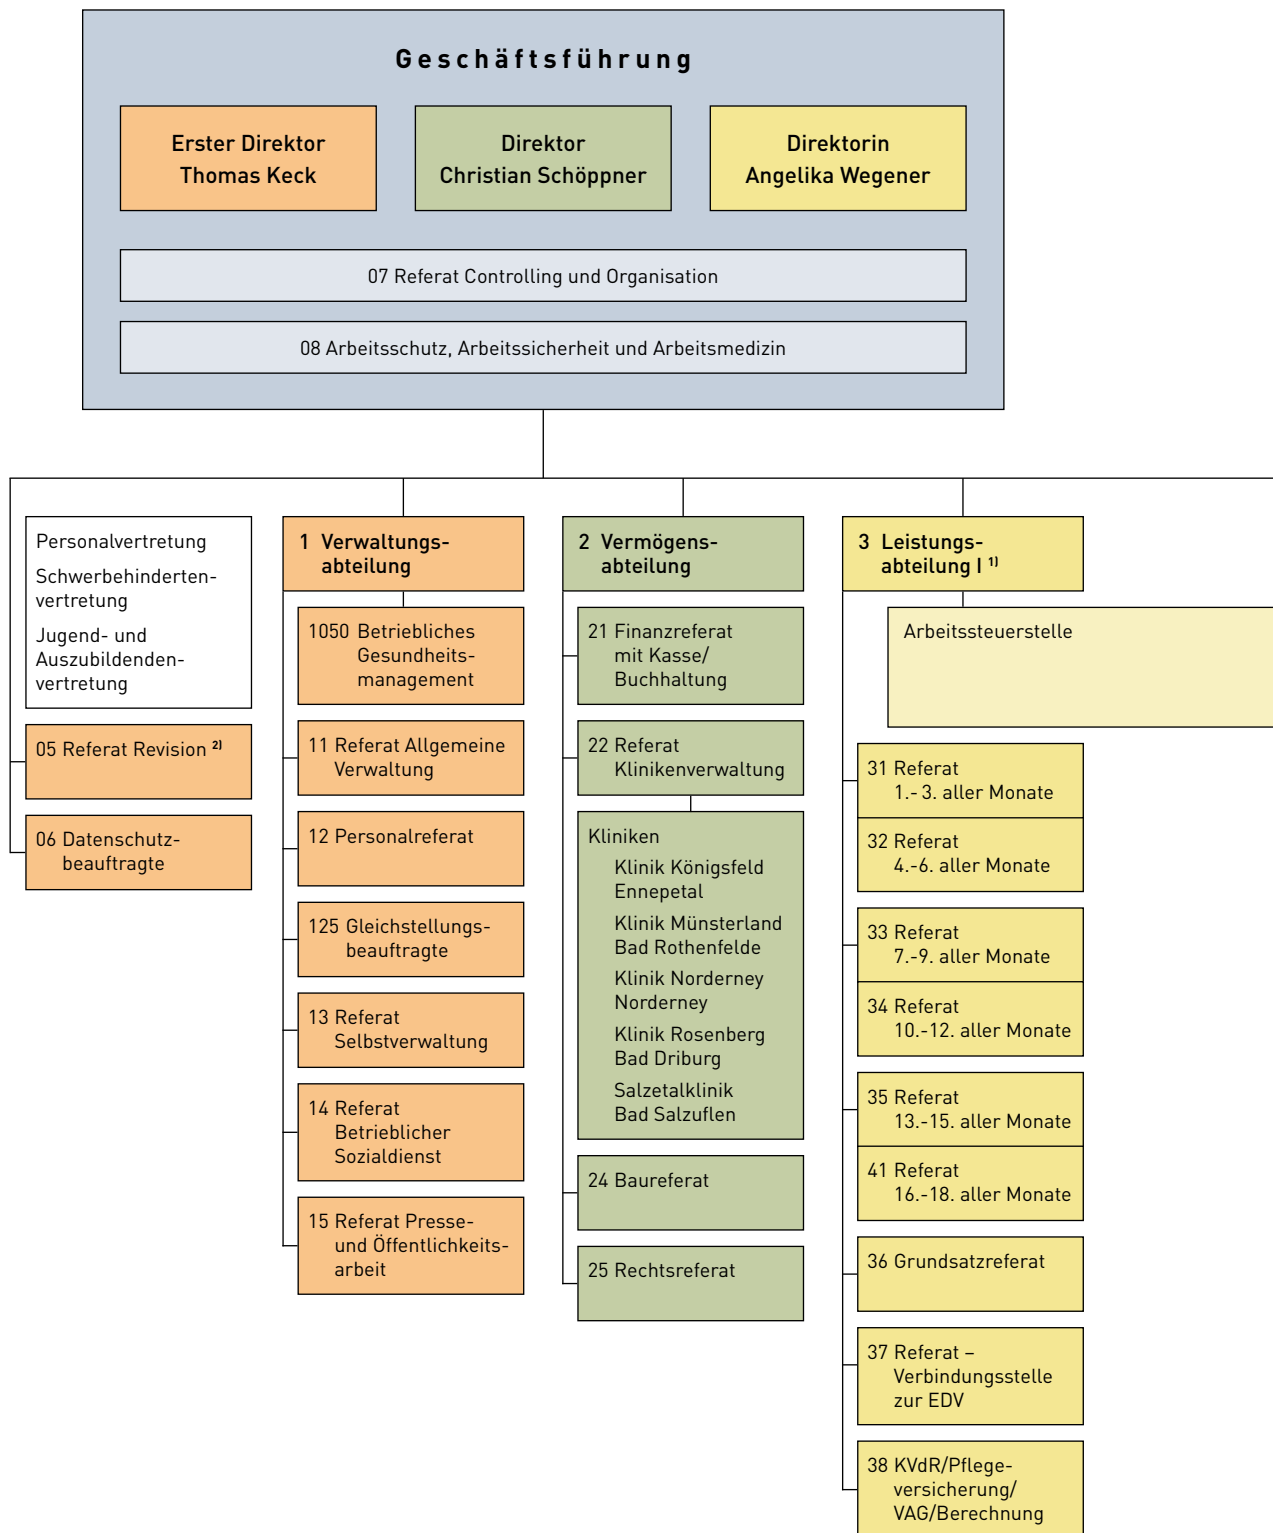 Geschäftsführung
Erster Direktor
Thomas Keck
Direktor
Christian Schöppner
Direktorin
Angelika Wegener
07 Referat Controlling und Organisation
08 Arbeitsschutz, Arbeitssicherheit und Arbeitsmedizin
Personalvertretung
Schwerbehinderten-
vertretung
Jugend- und
Auszubildenden-
vertretung
05 Referat Revision 2)
06 Datenschutz-
beauftragte
1 Verwaltungs-
abteilung
1050 Betriebliches
Gesundheits-
management
11 Referat Allgemeine
Verwaltung
12 Personalreferat
125 Gleichstellungs-
beauftragte
13 Referat
Selbstverwaltung
14 Referat
Betrieblicher
Sozialdienst
15 Referat Presse-
und Öffentlichkeits-
arbeit
2 Vermögens-
abteilung
21 Finanzreferat
mit Kasse/
Buchhaltung
22 Referat
Klinikenverwaltung
Kliniken
Klinik Königsfeld
Ennepetal
Klinik Münsterland
Bad Rothenfelde
Klinik Norderney
Norderney
Klinik Rosenberg
Bad Driburg
Salzetalklinik
Bad Salzuflen
24 Baureferat
25 Rechtsreferat
3 Leistungs-
abteilung I 1)
Arbeitssteuerstelle
31 Referat
1.- 3. aller Monate
32 Referat
4.-6. aller Monate
33 Referat
7.-9. aller Monate
34 Referat
10.-12. aller Monate
35 Referat
13.-15. aller Monate
41 Referat
16.-18. aller Monate
36 Grundsatzreferat
37 Referat –
Verbindungsstelle
zur EDV
38 KVdR/Pflege-
versicherung/
VAG/Berechnung